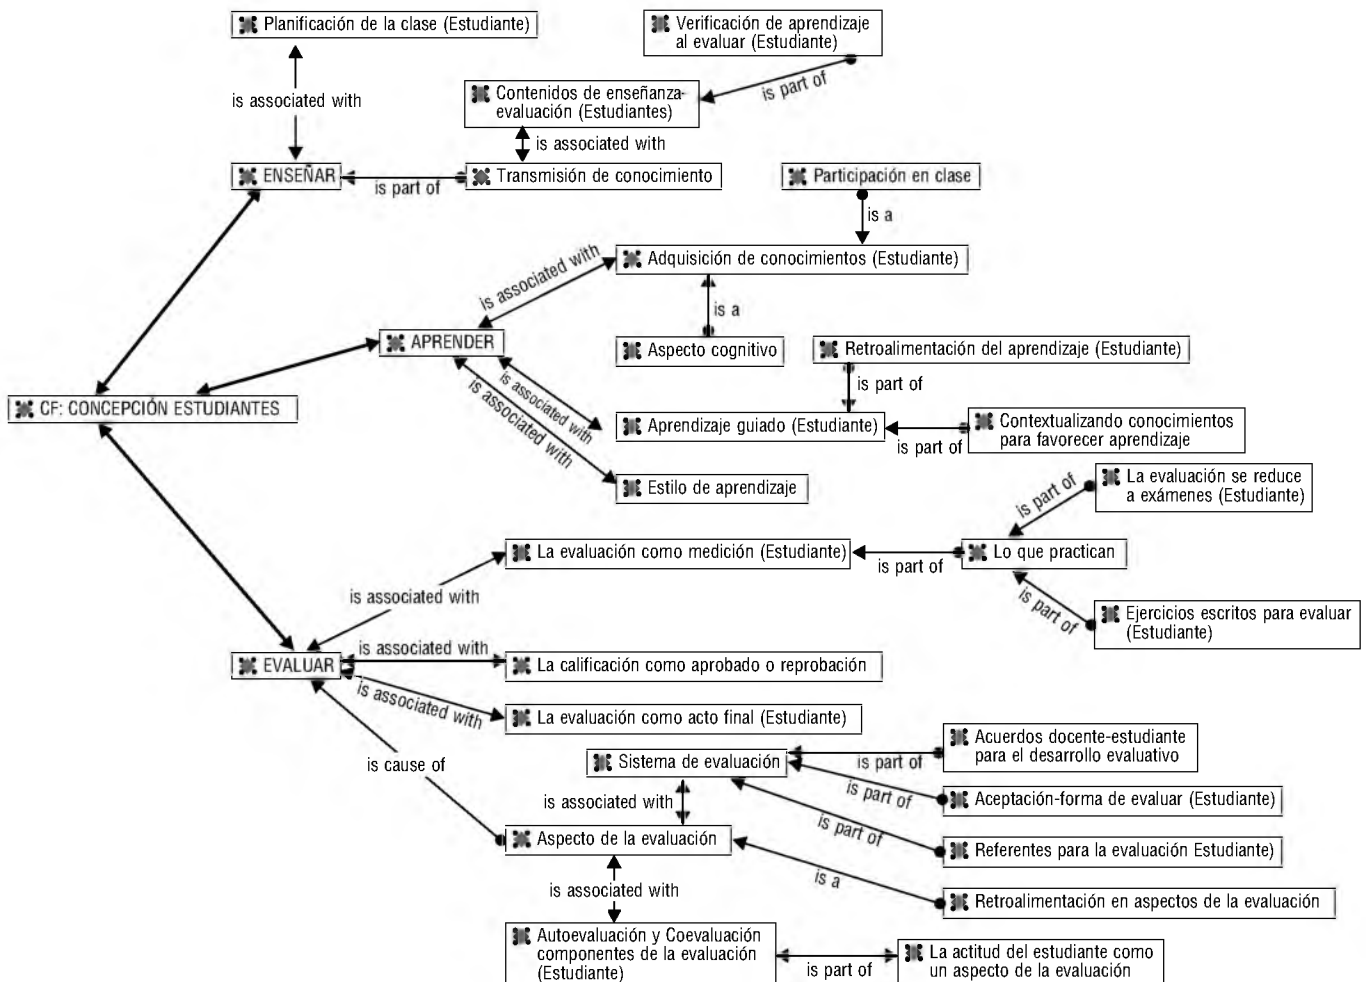 Planificación de la clase (Estudiante)
Verificación de aprendizaje
al evaluar (Estudiante)
is associated with
is part of
Contenidos de enseñanza-
evaluación (Estudiantes)
is associated with
ENSEÑAR
is part of
Transmisión de conocimiento
Participación en clase
is a
is associated with
Adquisición de conocimientos (Estudiante)
is a
APRENDER
Aspecto cognitivo
Retroalimentación del aprendizaje (Estudiante)
is part of
CF: CONCEPCIÓN ESTUDIANTES
is associated with
is associated with
Aprendizaje guiado (Estudiante)
is part of
Contextualizando conocimientos
para favorecer aprendizaje
Estilo de aprendizaje
is part of
La evaluación se reduce
a exámenes (Estudiante)
La evaluación como medición (Estudiante)
is part of
Lo que practican
is associated with
is part of
Ejercicios escritos para evaluar
(Estudiante)
EVALUAR
is associated with
La calificación como aprobado o reprobación
is associated with
La evaluación como acto final (Estudiante)
is cause of
Sistema de evaluación
is part of
Acuerdos docente-estudiante
para el desarrollo evaluativo
is associated with
is part of
Aceptación-forma de evaluar (Estudiante)
Aspecto de la evaluación
is part of
Referentes para la evaluación Estudiante)
is associated with
is a
Retroalimentación en aspectos de la evaluación
Autoevaluación y Coevaluación
componentes de la evaluación
(Estudiante)
is part of
La actitud del estudiante como
un aspecto de la evaluación